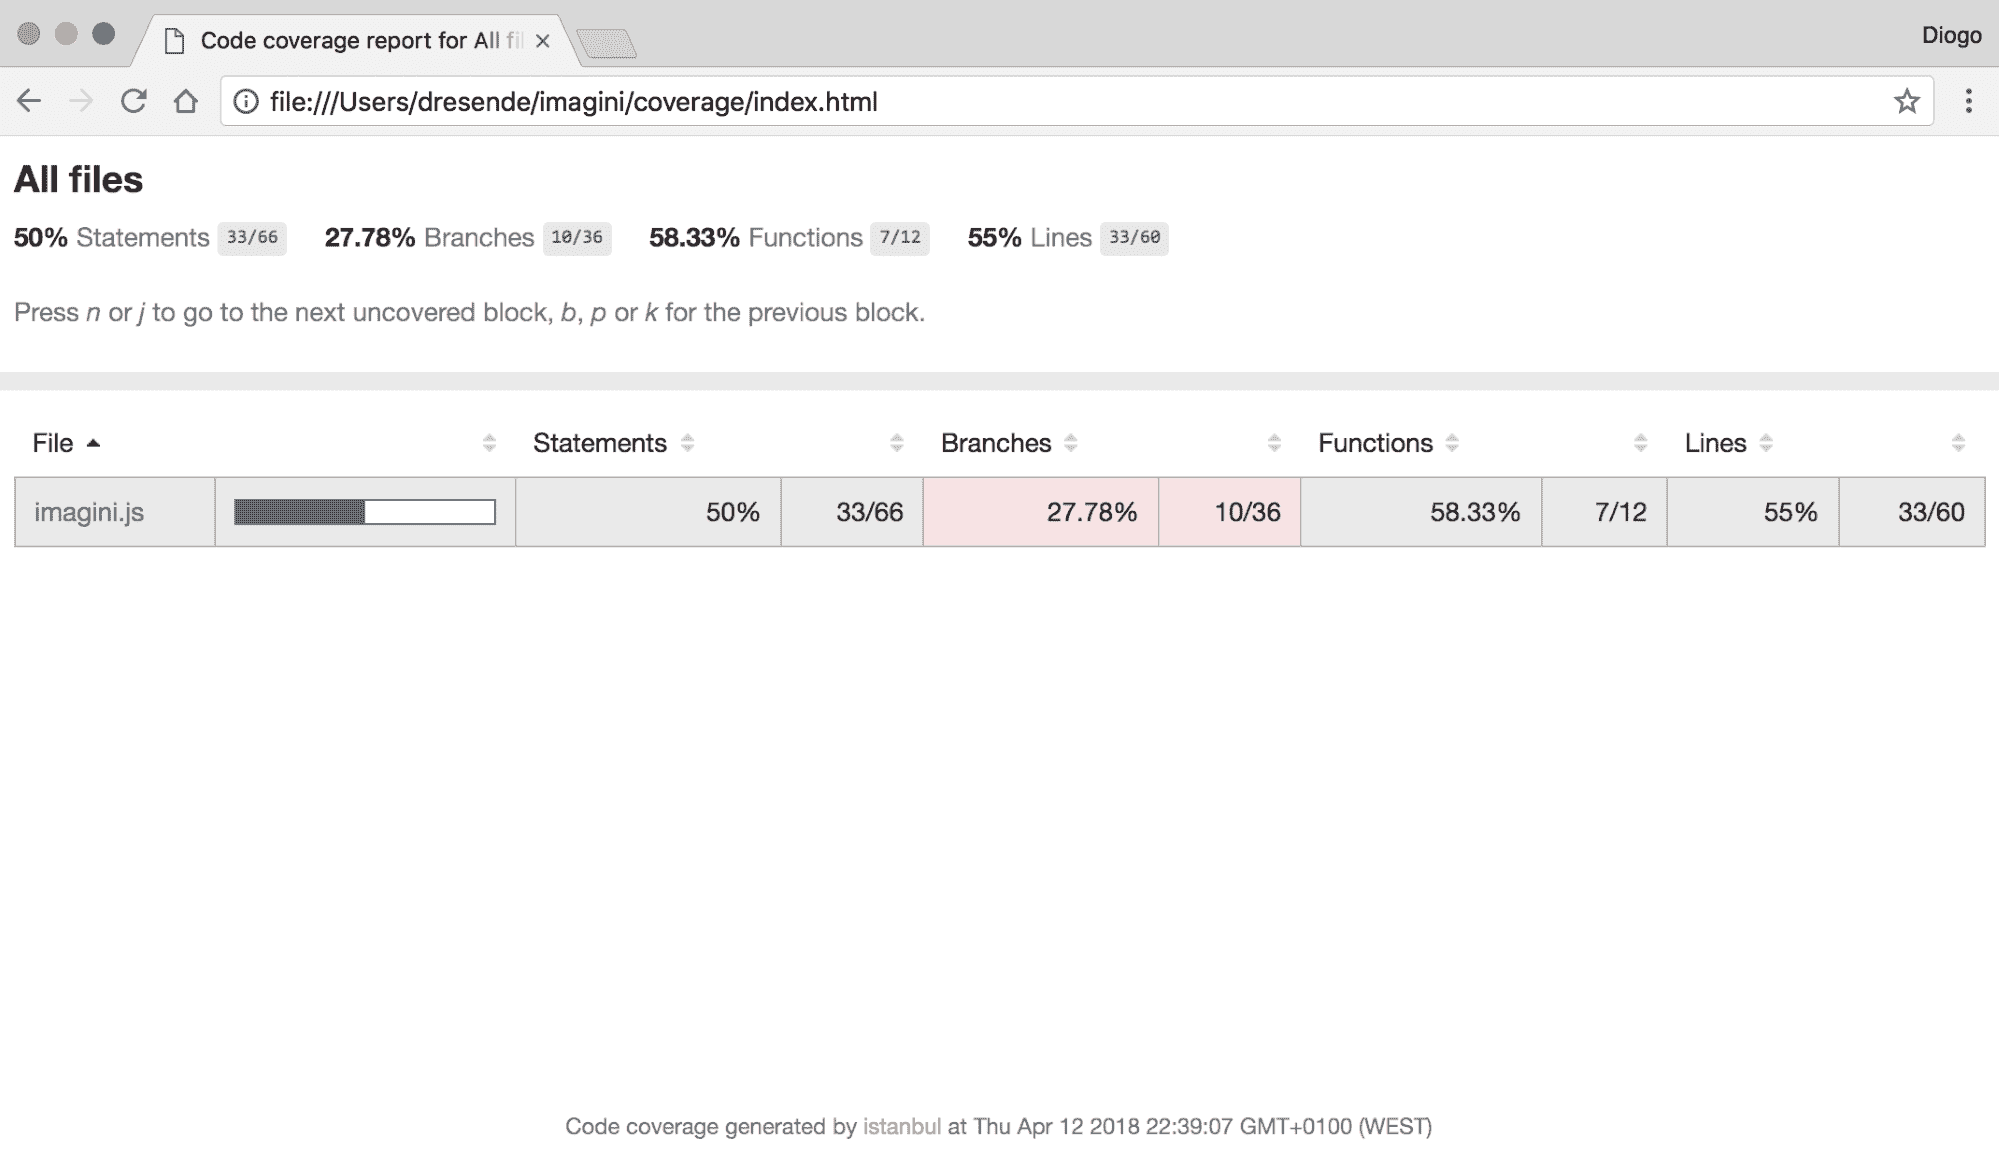 Code coverage report for All fil
Diogo
file:///Users/dresende/imagini/coverage/index.html
All files
50% Statements 33/66 27.78% Branches 10/36 58.33% Functions 7/12 55% Lines 33/60
Press n or j to go to the next uncovered block, b, p or k for the previous block.
File Statements Branches Functions Lines
imagini.js 50% 33/66 27.78% 10/36 58.33% 7/12 55% 33/60
Code coverage generated by istanbul at Thu Apr 12 2018 22:39:07 GMT+0100 (WEST)